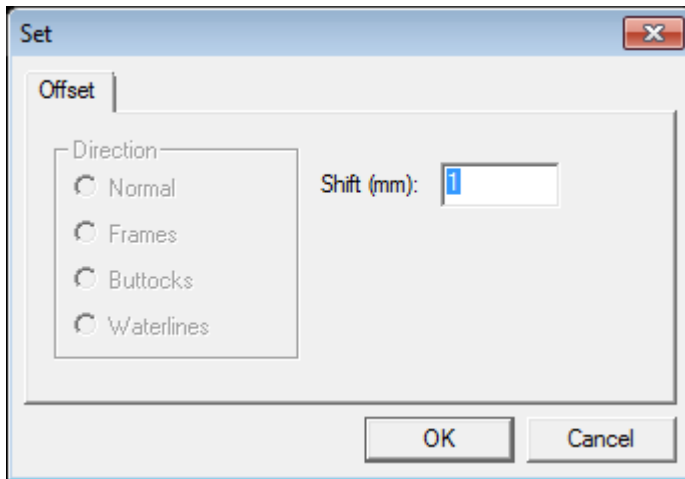 Set
Offset
Direction
Normal
Shift (mm): 1
Frames
Buttocks
Waterlines
OK Cancel